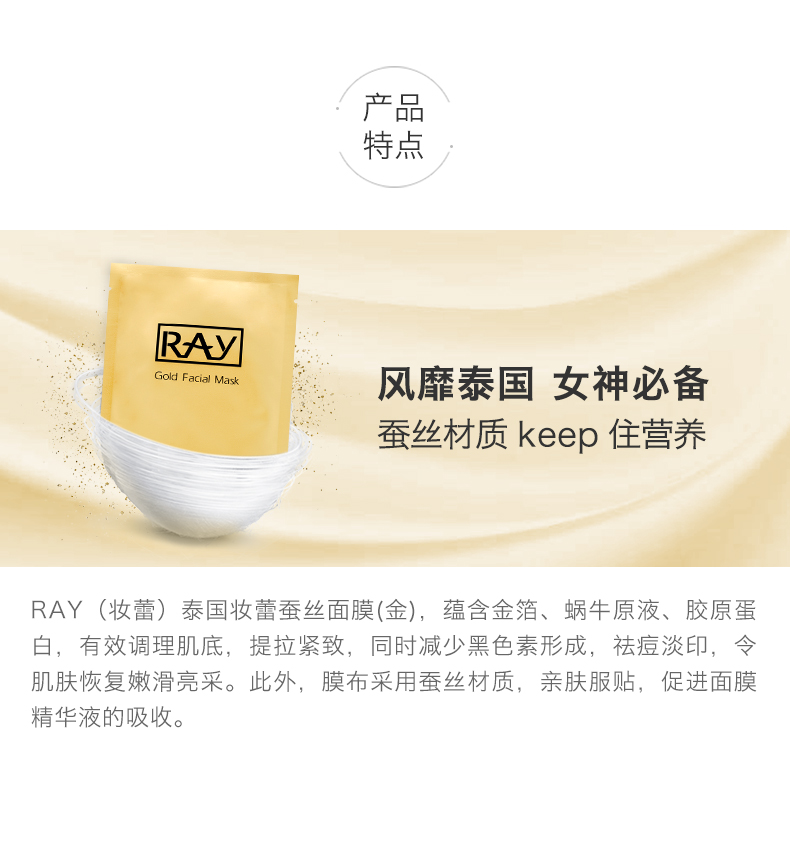 产品
特点
RAY
Gold Facial Mask
风靡泰国 女神必备
蚕丝材质 keep 住营养
RAY（妆蕾）泰国妆蕾蚕丝面膜(金)，蕴含金箔、蜗牛原液、胶原蛋
白，有效调理肌底，提拉紧致，同时减少黑色素形成，祛痘淡印，令
肌肤恢复嫩滑亮采。此外，膜布采用蚕丝材质，亲肤服贴，促进面膜
精华液的吸收。